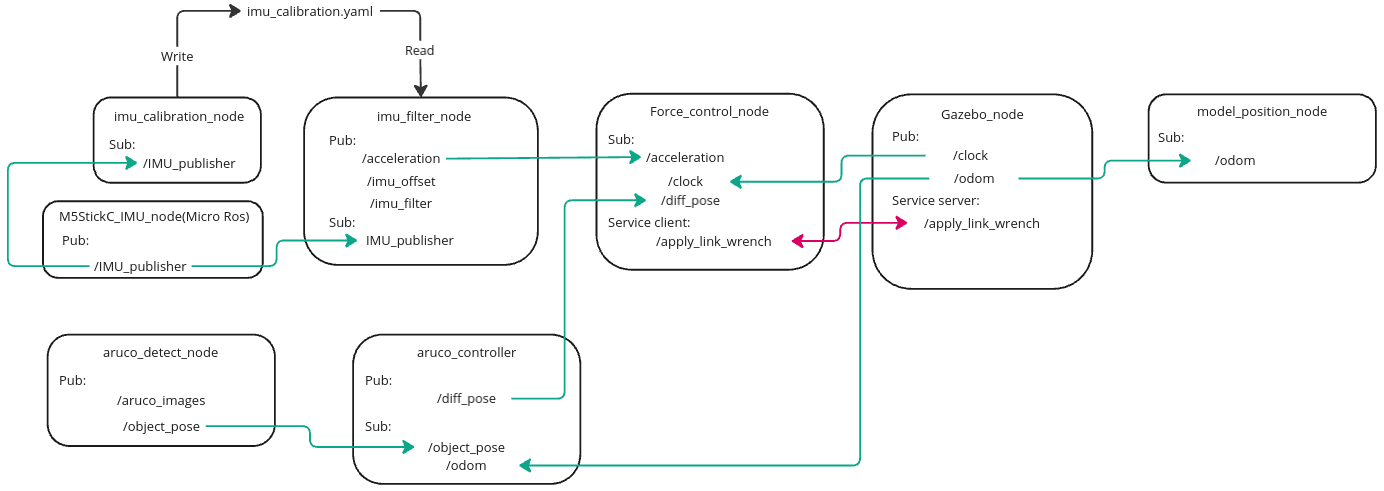 imu_calibration.yaml
Write
Read
imu_calibration_node
Sub:
/IMU_publisher
M5StickC_IMU_node(Micro Ros)
Pub:
/IMU_publisher
imu_filter_node
Pub:
/acceleration
/imu_offset
/imu_filter
Sub:
IMU_publisher
Force_control_node
Sub:
/acceleration
/clock
/diff_pose
Service client:
/apply_link_wrench
Gazebo_node
Pub:
/clock
/odom
Service server:
/apply_link_wrench
model_position_node
Sub:
/odom
aruco_detect_node
Pub:
/aruco_images
/object_pose
aruco_controller
Pub:
/diff_pose
Sub:
/object_pose
/odom